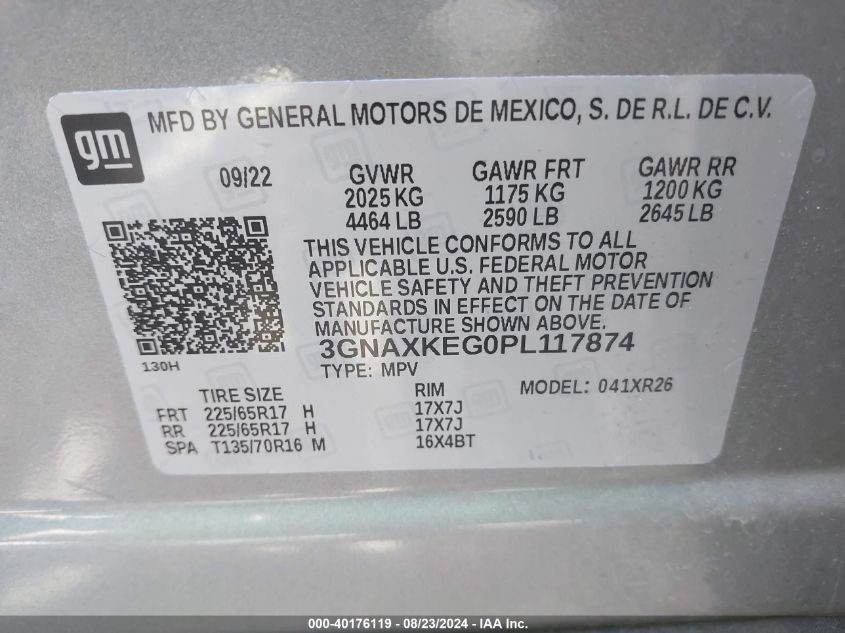 gm
MFD BY GENERAL MOTORS DE MEXICO, S. DE R.L. DE C.V.
09/22 GVWR GAWR FRT GAWR RR
2025 KG 1175 KG 1200 KG
4464 LB 2590 LB 2645 LB
THIS VEHICLE CONFORMS TO ALL
APPLICABLE U.S. FEDERAL MOTOR
VEHICLE SAFETY AND THEFT PREVENTION
STANDARDS IN EFFECT ON THE DATE OF
MANUFACTURE SHOWN ABOVE.
3GNAXKEG0PL117874
130H
TYPE: MPV MODEL: 041XR26
TIRE SIZE RIM
FRT 225/65R17 H 17X7J
RR 225/65R17 H 17X7J
SPA T135/70R16 M 16X4BT
000-40176119 - 08/23/2024 - IAA Inc.